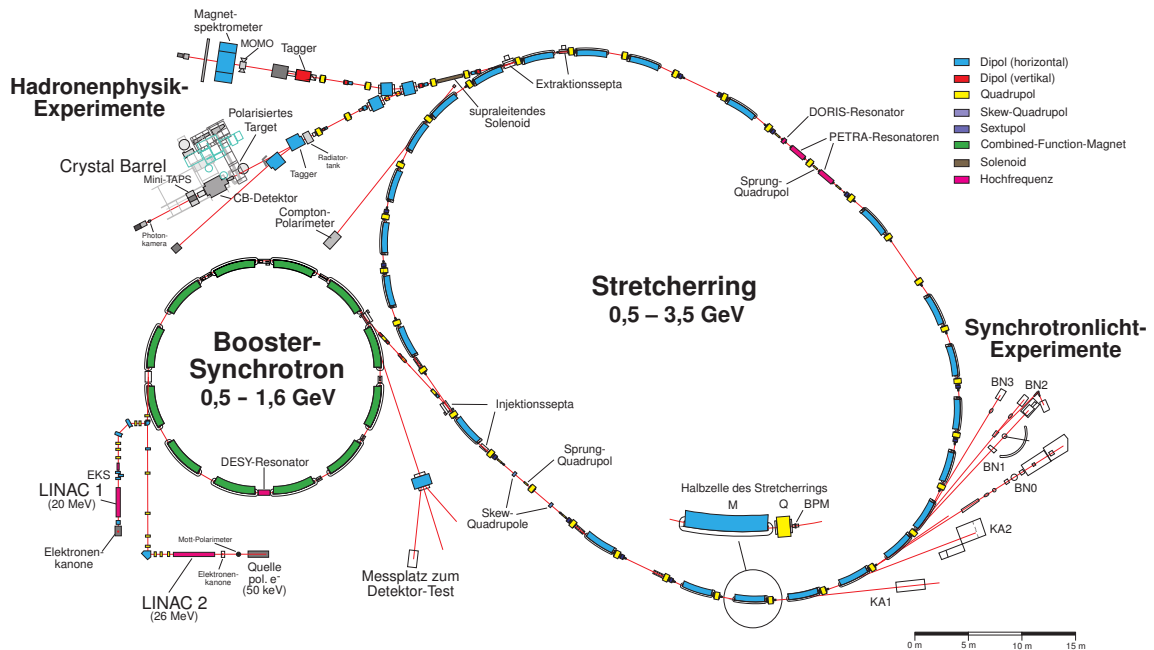 Magnet-
spektrometer
MOMO
Tagger
Hadronenphysik-
Experimente
Polarisiertes
Target
Crystal Barrel
Mini-TAPS
CB-Detektor
Photon-
kamera
Tagger
Radiator-
tank
Compton-
Polarimeter
supraleitendes
Solenoid
Extraktionssepta
DORIS-Resonator
PETRA-Resonatoren
Sprung-
Quadrupol
Dipol (horizontal)
Dipol (vertikal)
Quadrupol
Skew-Quadrupol
Sextupol
Combined-Function-Magnet
Solenoid
Hochfrequenz
Stretcherring
0,5 – 3,5 GeV
Booster-
Synchrotron
0,5 – 1,6 GeV
DESY-Resonator
Synchrotronlicht-
Experimente
BN3
BN2
BN1
BN0
KA2
KA1
Injektionssepta
Sprung-
Quadrupol
Skew-
Quadrupole
Halbzelle des Stretcherrings
M
Q
BPM
EKS
LINAC 1
(20 MeV)
Elektronen-
kanone
Mott-Polarimeter
Elektronen-
kanone
Quelle
pol. e⁻
(50 keV)
LINAC 2
(26 MeV)
Messplatz zum
Detektor-Test
0 m
5 m
10 m
15 m